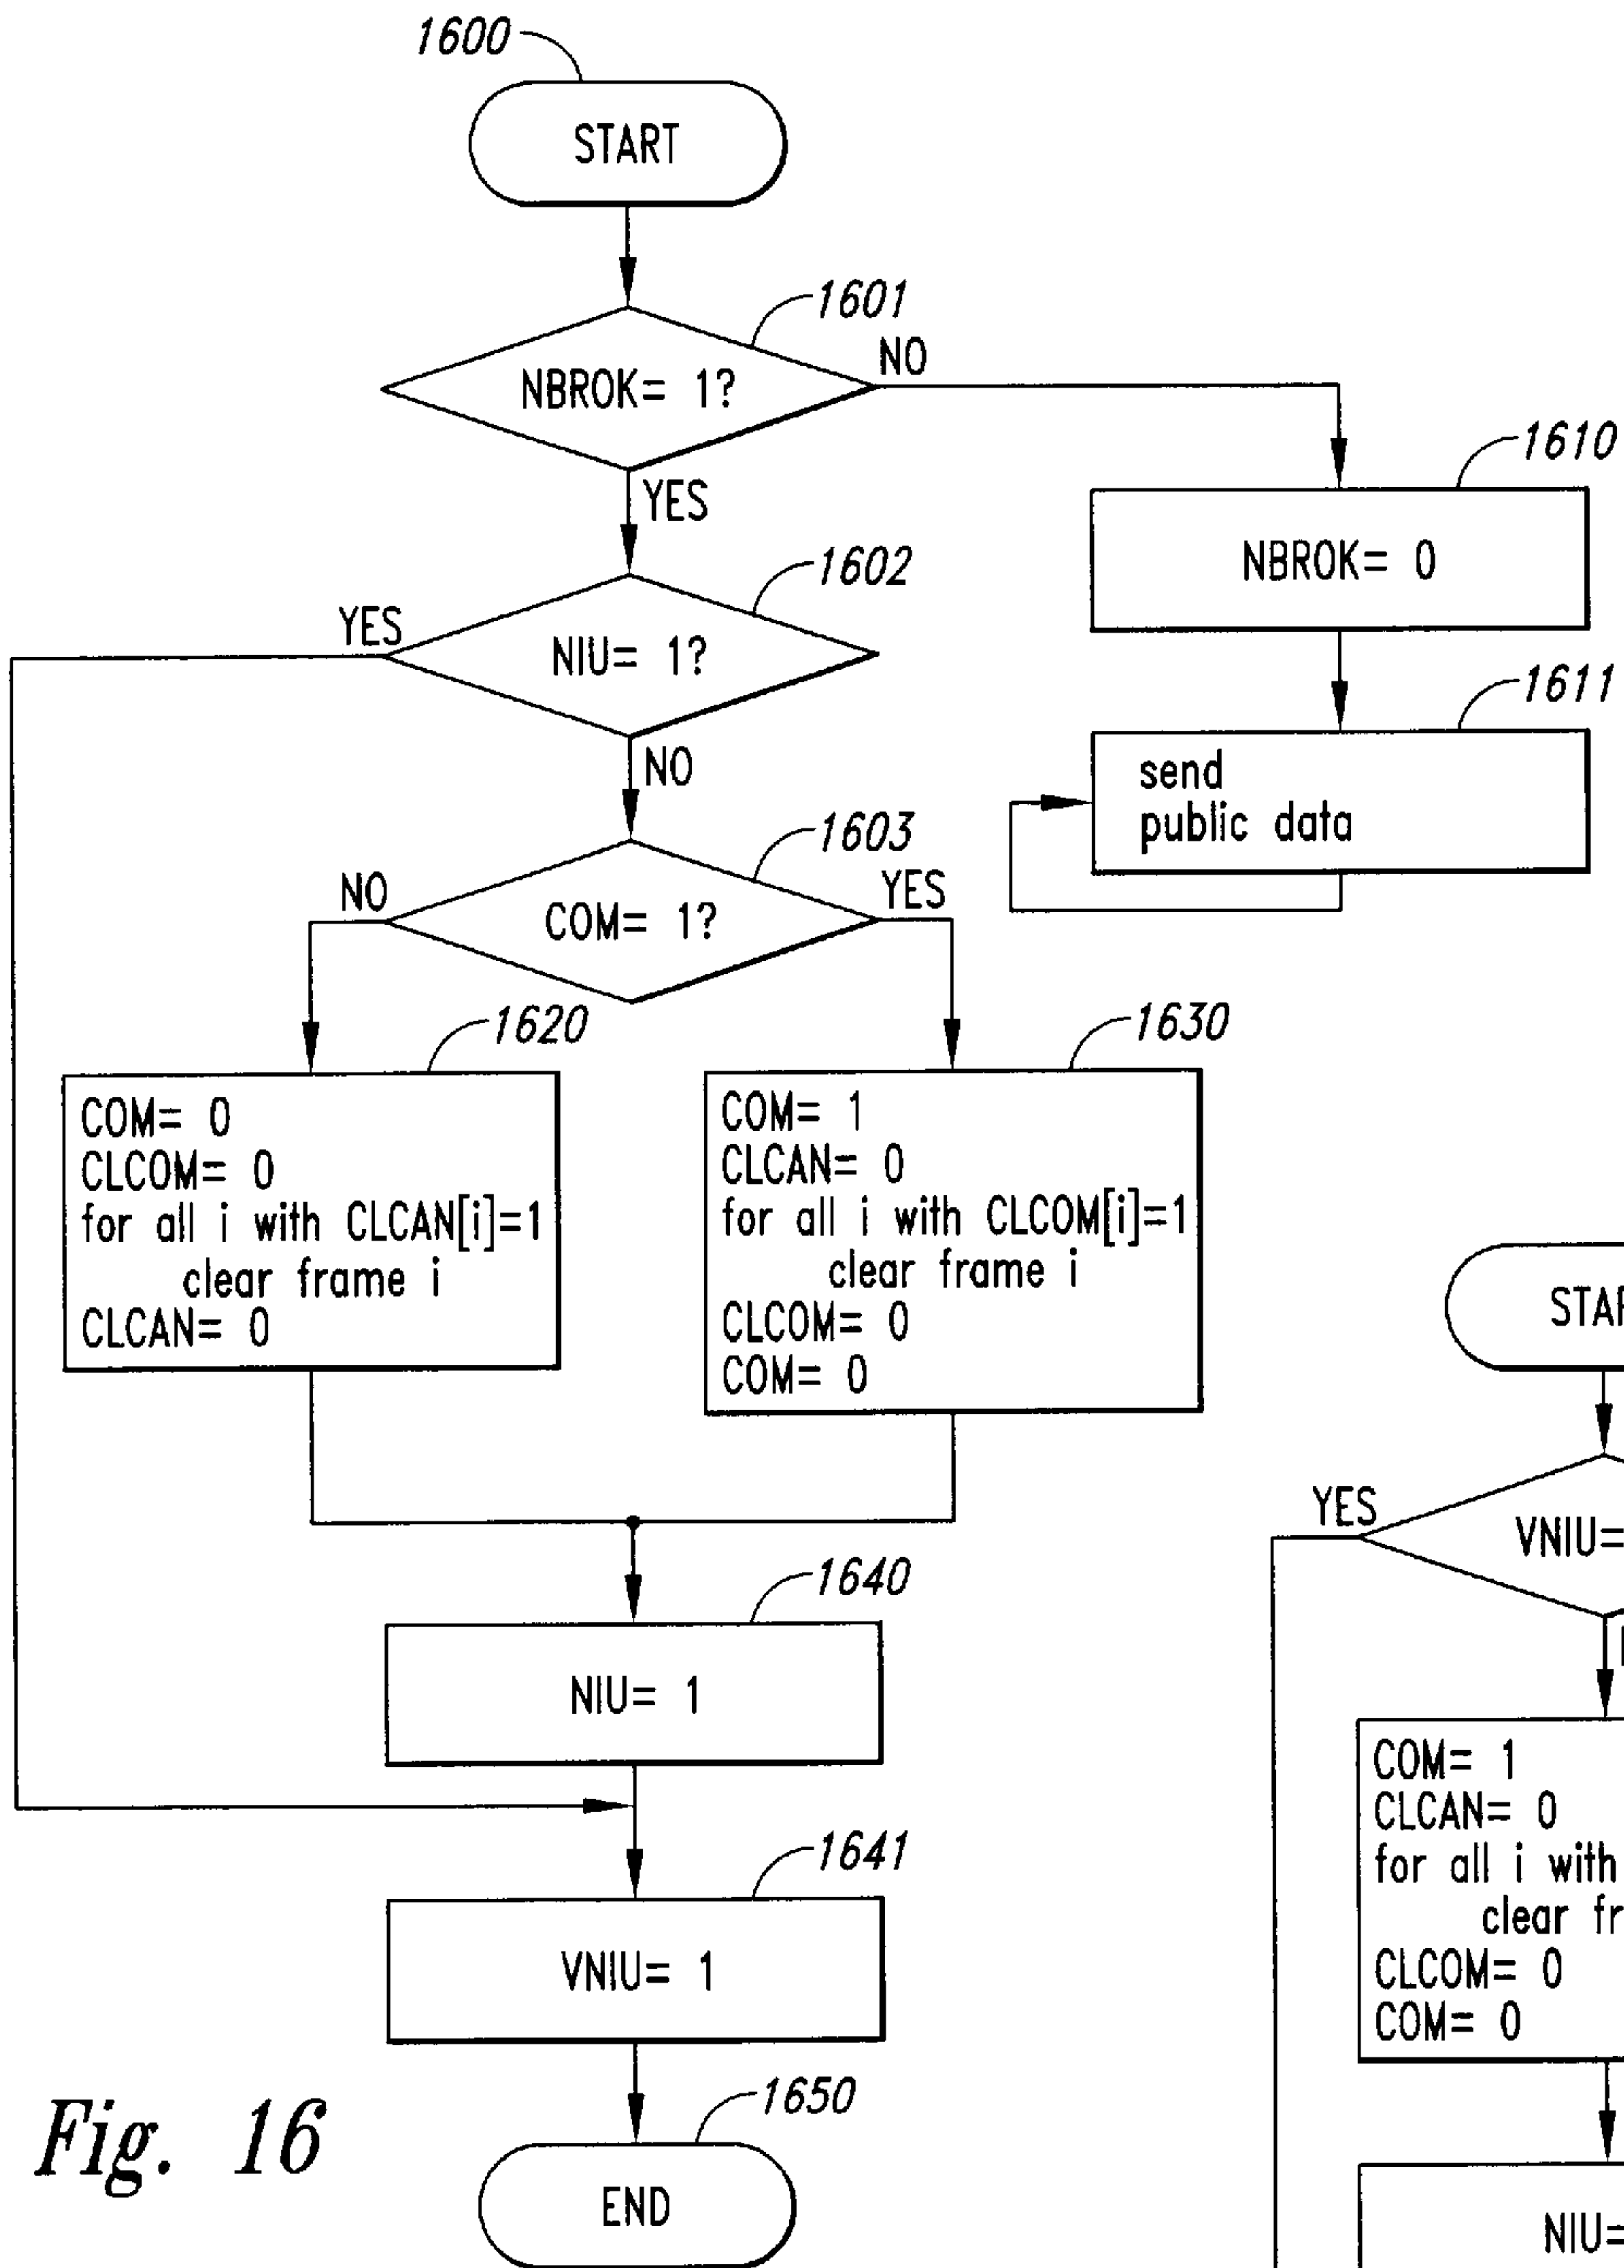 1600
START
1601
NBROK= 1?
NO
YES
1610
NBROK= 0
1602
YES
NIU= 1?
NO
1611
send
public data
1603
NO
COM= 1?
YES
1620
COM= 0
CLCOM= 0
for all i with CLCAN[i]=1
clear frame i
CLCAN= 0
1630
COM= 1
CLCAN= 0
for all i with CLCOM[i]=1
clear frame i
CLCOM= 0
COM= 0
1640
NIU= 1
1641
VNIU= 1
1650
END
Fig. 16
YES
VNIU=
COM= 1
CLCAN= 0
for all i with
clear
CLCOM= 0
COM= 0
NIU=